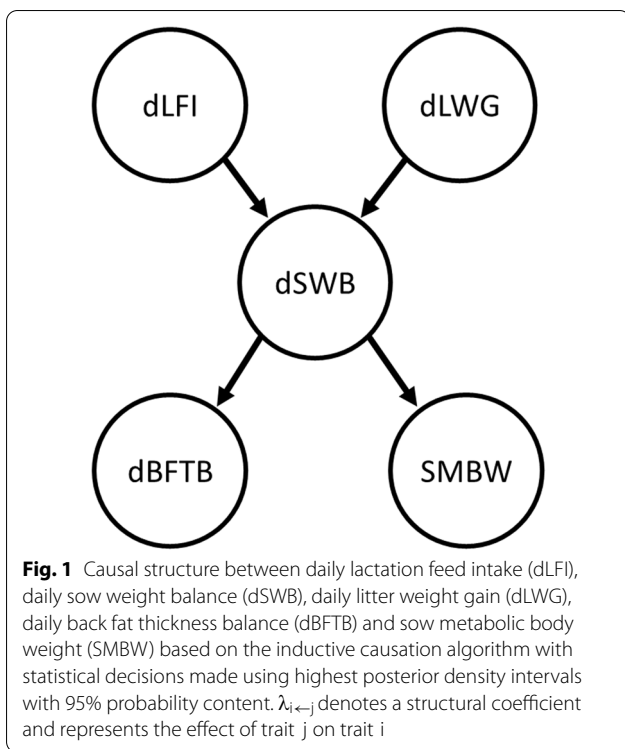 dLFI
dLWG
dSWB
dBFTB
SMBW
Fig. 1 Causal structure between daily lactation feed intake (dLFI),
daily sow weight balance (dSWB), daily litter weight gain (dLWG),
daily back fat thickness balance (dBFTB) and sow metabolic body
weight (SMBW) based on the inductive causation algorithm with
statistical decisions made using highest posterior density intervals
with 95% probability content. λi←j denotes a structural coefficient
and represents the effect of trait j on trait i